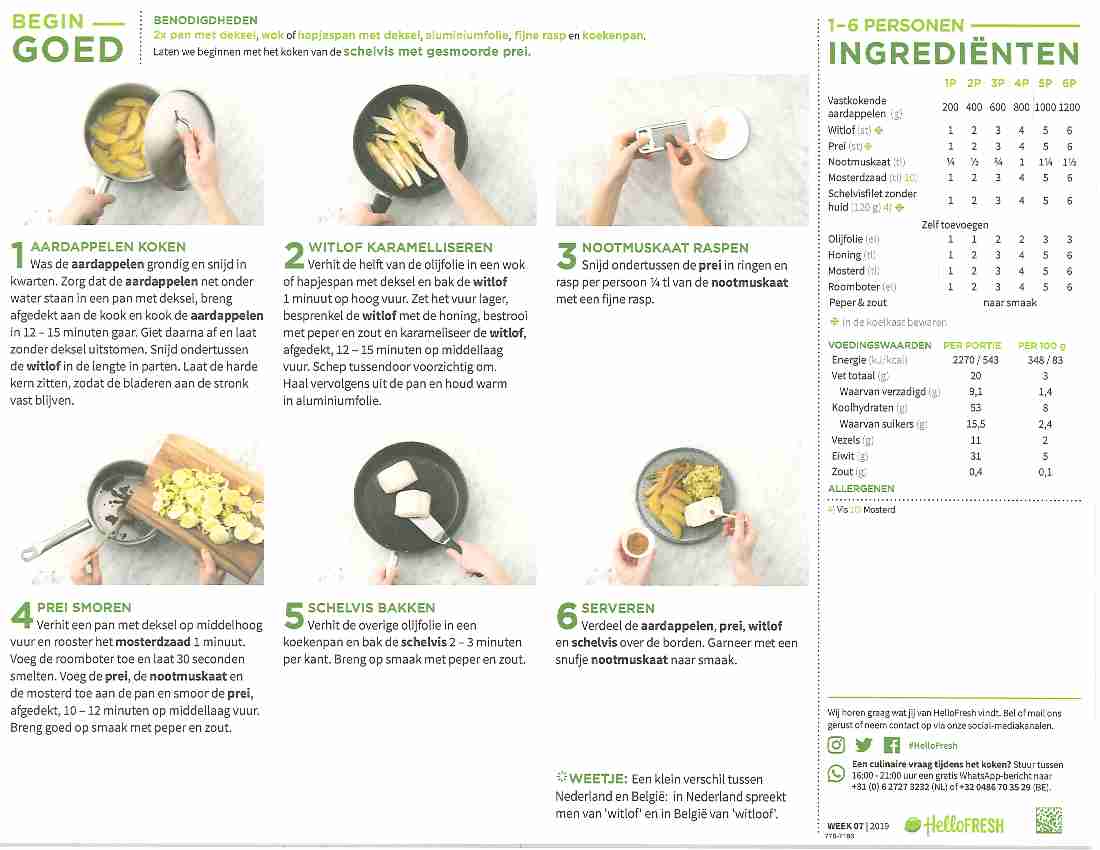 BEGIN
GOED
BENODIGDHEDEN
2x pan met deksel, wok of hapjespan met deksel, aluminiumfolie, fijne rasp en koekenpan.
Laten we beginnen met het koken van de schelvis met gesmoorde prei.
1 AARDAPPELEN KOKEN
Was de aardappelen grondig en snijd in
kwarten. Zorg dat de aardappelen net onder
water staan in een pan met deksel, breng
afgedekt aan de kook en kook de aardappelen
in 12 – 15 minuten gaar. Giet daarna af en laat
zonder deksel uitstomen. Snijd ondertussen
de witlof in de lengte in parten. Laat de harde
kern zitten, zodat de bladeren aan de stronk
vast blijven.
2 WITLOF KARAMELLISEREN
Verhit de helft van de olijfolie in een wok
of hapjespan met deksel en bak de witlof
1 minuut op hoog vuur. Zet het vuur lager,
besprenkel de witlof met de honing, bestrooi
met peper en zout en karameliseer de witlof,
afgedekt, 12 – 15 minuten op middellaag
vuur. Schep tussendoor voorzichtig om.
Haal vervolgens uit de pan en houd warm
in aluminiumfolie.
3 NOOTMUSKAAT RASPEN
Snijd ondertussen de prei in ringen en
rasp per persoon ¼ tl van de nootmuskaat
met een fijne rasp.
4 PREI SMOREN
Verhit een pan met deksel op middelhoog
vuur en rooster het mosterdzaad 1 minuut.
Voeg de roomboter toe en laat 30 seconden
smelten. Voeg de prei, de nootmuskaat en
de mosterd toe aan de pan en smoor de prei,
afgedekt, 10 – 12 minuten op middellaag vuur.
Breng goed op smaak met peper en zout.
5 SCHELVIS BAKKEN
Verhit de overige olijfolie in een
koekenpan en bak de schelvis 2 – 3 minuten
per kant. Breng op smaak met peper en zout.
6 SERVEREN
Verdeel de aardappelen, prei, witlof
en schelvis over de borden. Garneer met een
snufje nootmuskaat naar smaak.
WEETJE: Een klein verschil tussen
Nederland en België: in Nederland spreekt
men van 'witlof' en in België van 'witloof'.
1–6 PERSONEN
INGREDIËNTEN
1P 2P 3P 4P 5P 6P
Vastkokende
aardappelen (g) 200 400 600 800 1000 1200
Witlof (st) 1 2 3 4 5 6
Prei (st) 1 2 3 4 5 6
Nootmuskaat (tl) ¼ ½ ¾ 1 1¼ 1½
Mosterdzaad (tl) 10) 1 2 3 4 5 6
Schelvisfilet zonder
huid (120 g) 4) 1 2 3 4 5 6
Zelf toevoegen
Olijfolie (el) 1 1 2 2 3 3
Honing (tl) 1 2 3 4 5 6
Mosterd (tl) 1 2 3 4 5 6
Roomboter (el) 1 2 3 4 5 6
Peper & zout naar smaak
in de koelkast bewaren
VOEDINGSWAARDEN PER PORTIE PER 100 g
Energie (kJ/kcal) 2270 / 543 348 / 83
Vet totaal (g) 20 3
Waarvan verzadigd (g) 9,1 1,4
Koolhydraten (g) 53 8
Waarvan suikers (g) 15,5 2,4
Vezels (g) 11 2
Eiwit (g) 31 5
Zout (g) 0,4 0,1
ALLERGENEN
4) Vis 10) Mosterd
Wij horen graag wat jij van HelloFresh vindt. Bel of mail ons
gerust of neem contact op via onze social-mediakanalen.
#HelloFresh
Een culinaire vraag tijdens het koken? Stuur tussen
16:00 - 21:00 uur een gratis WhatsApp-bericht naar
+31 (0) 6 2727 3232 (NL) of +32 0486 70 35 29 (BE).
WEEK 07 | 2019
HelloFRESH